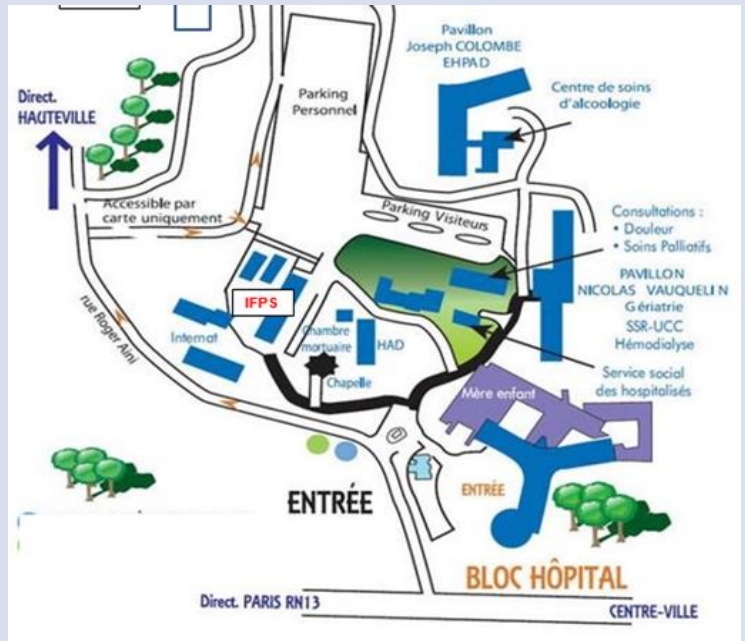 Pavillon
Joseph COLOMBE
EHPAD
Centre de soins
d'alcoologie
Direct.
HAUTEVILLE
Parking
Personnel
Accessible par
carte uniquement
Parking Visiteurs
Consultations :
• Douleur
• Soins Palliatifs
PAVILLON
NICOLAS VAUQUELIN
Gériatrie
SSR-UCC
Hémodialyse
IFPS
rue Roger Aini
Internat
Chambre
mortuaire
HAD
Chapelle
Service social
des hospitalisés
Mère enfant
ENTRÉE
ENTRÉE
BLOC HÔPITAL
Direct. PARIS RN13
CENTRE-VILLE